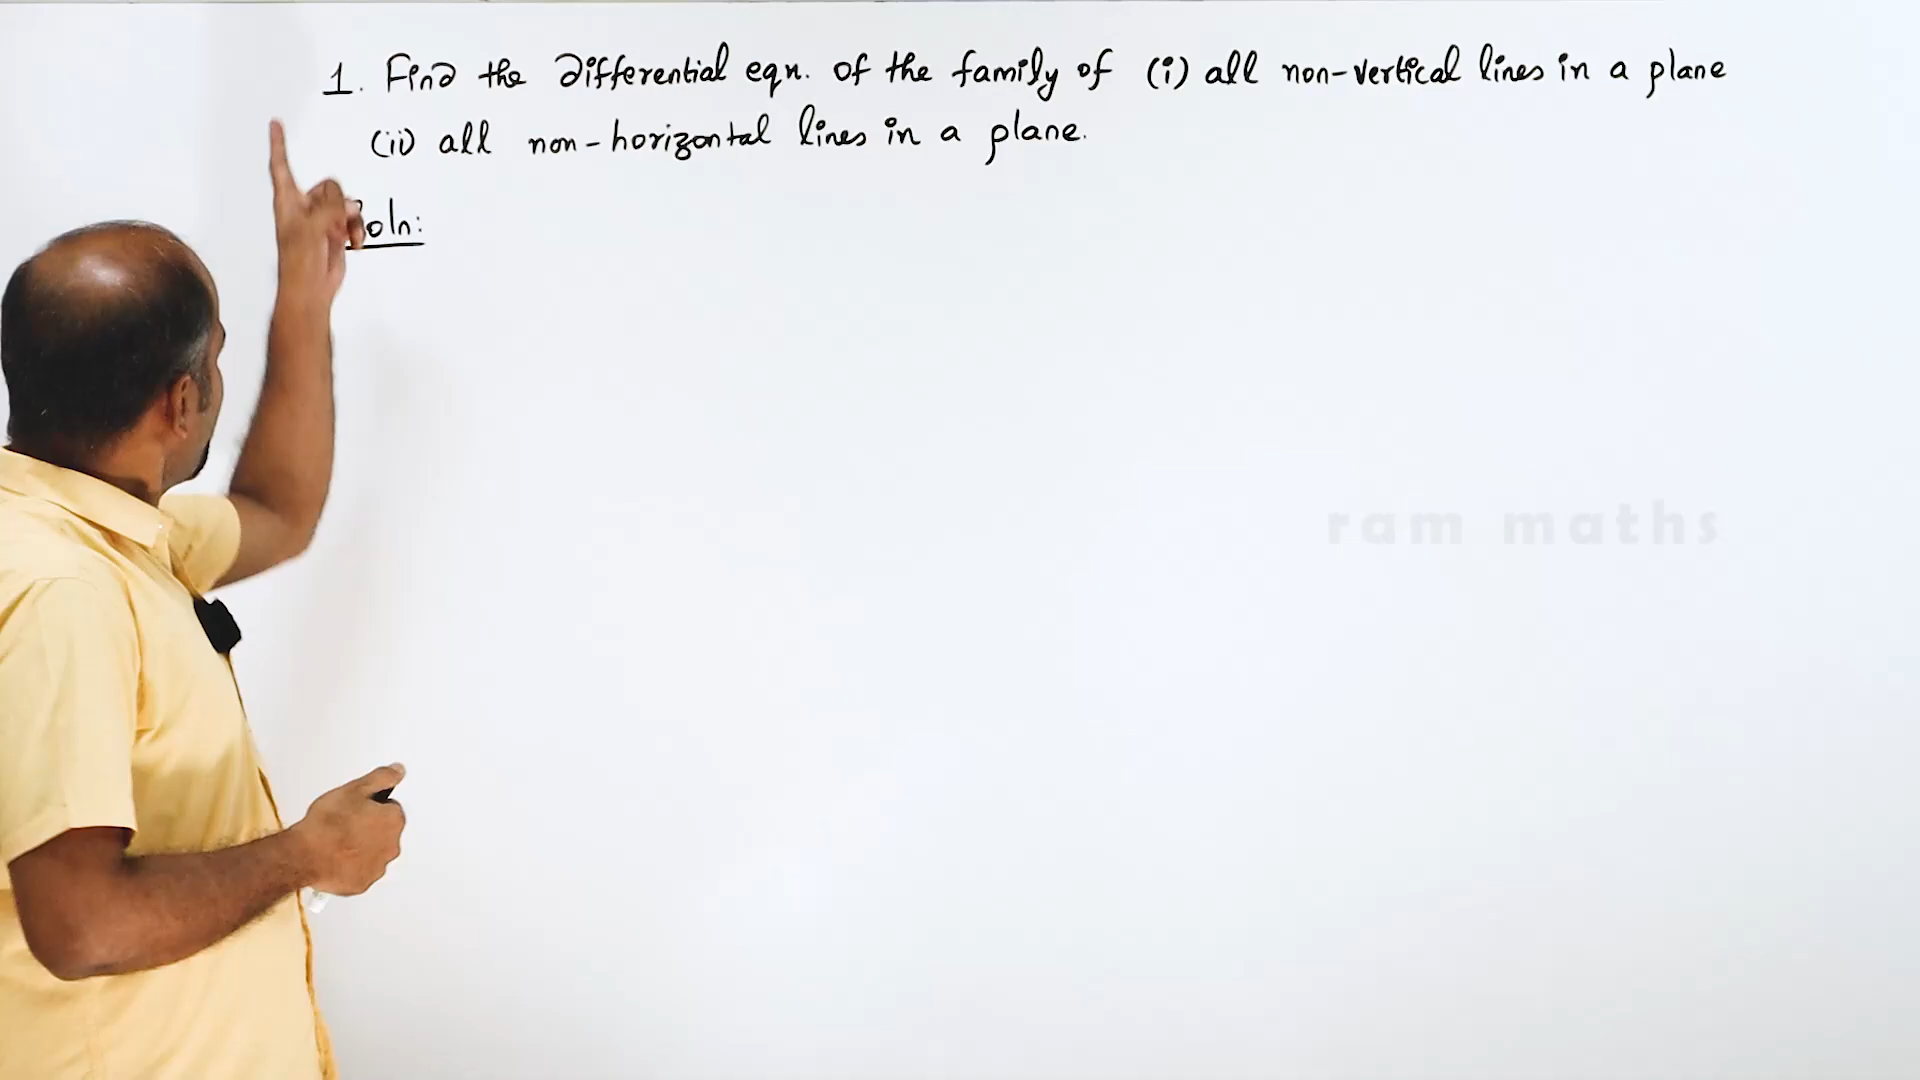 1. Find the differential eqn. of the family of (i) all non-vertical lines in a plane
(ii) all non-horizontal lines in a plane.
Soln:
ram maths